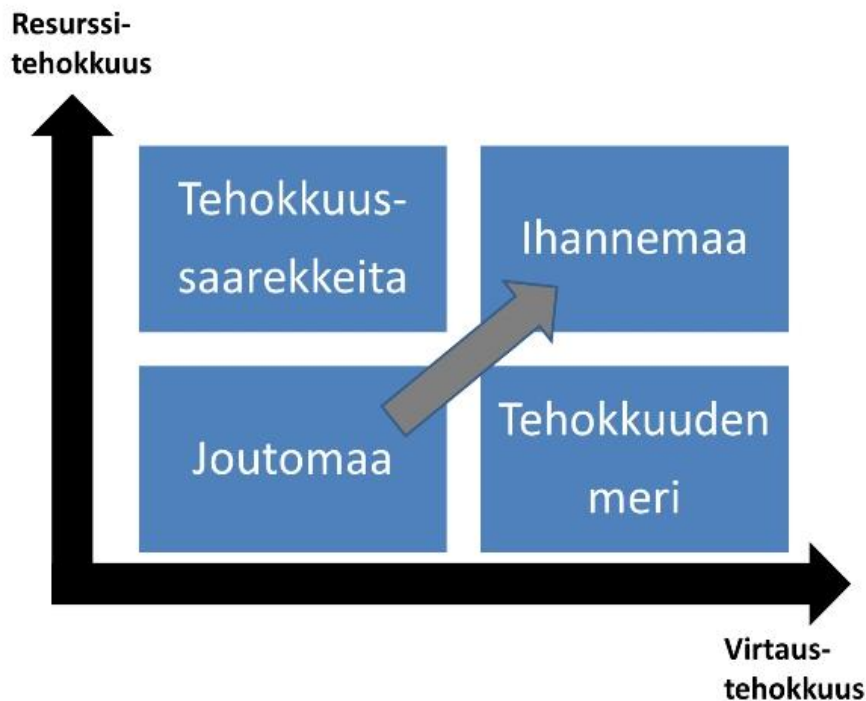 Resurssi-
tehokkuus
Tehokkuus-
saarekkeita
Ihannemaa
Joutomaa
Tehokkuuden
meri
Virtaus-
tehokkuus